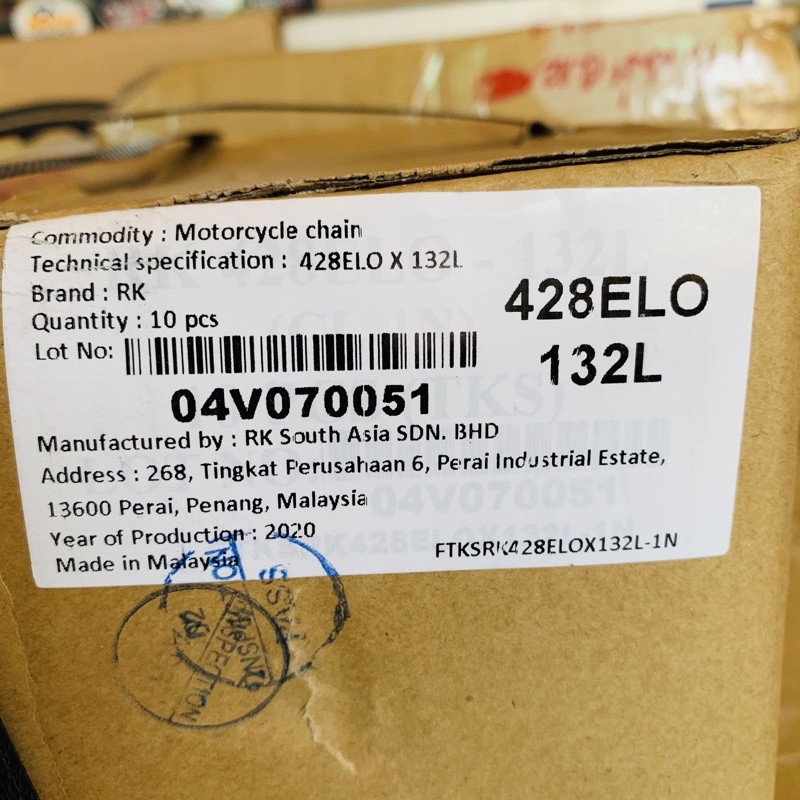 Commodity : Motorcycle chain
Technical specification : 428ELO X 132L
Brand : RK
Quantity : 10 pcs
Lot No:
04V070051
428ELO
132L
Manufactured by : RK South Asia SDN. BHD
Address : 268, Tingkat Perusahaan 6, Perai Industrial Estate,
13600 Perai, Penang, Malaysia
Year of Production : 2020
Made in Malaysia
FTKSRK428ELOX132L-1N
PASS
INSPECTION